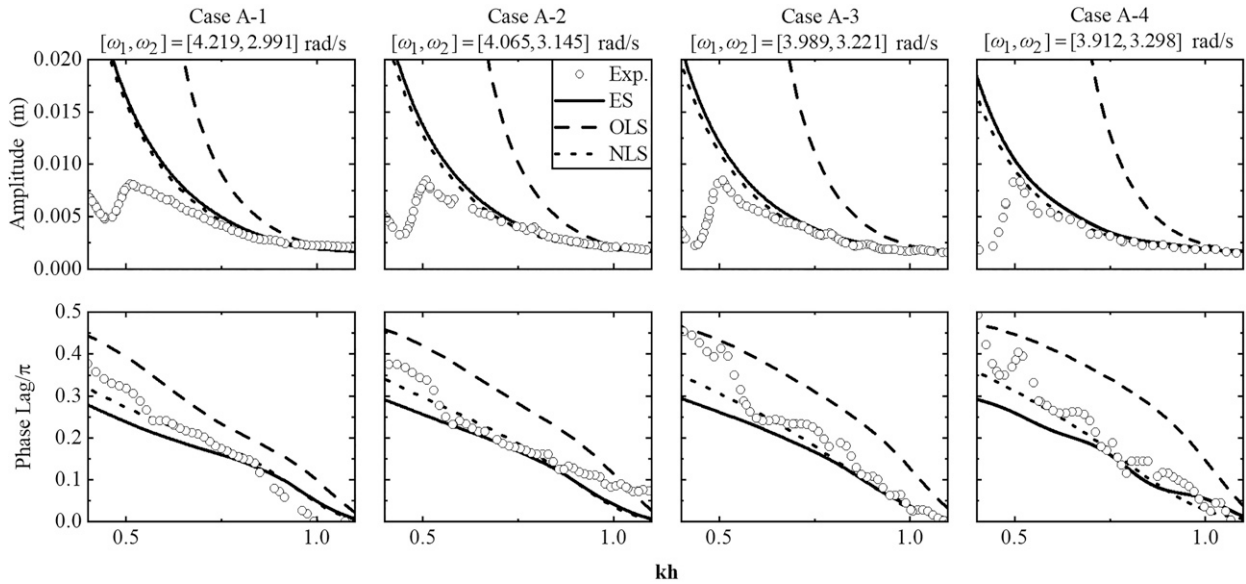 Case A-1
[ω₁,ω₂]=[4.219,2.991] rad/s
Case A-2
[ω₁,ω₂]=[4.065,3.145] rad/s
Case A-3
[ω₁,ω₂]=[3.989,3.221] rad/s
Case A-4
[ω₁,ω₂]=[3.912,3.298] rad/s
Amplitude (m)
0.020
0.015
0.010
0.005
0.000
Exp.
ES
OLS
NLS
Phase Lag/π
0.5
0.4
0.3
0.2
0.1
0.0
0.5 1.0
0.5 1.0
0.5 1.0
0.5 1.0
kh